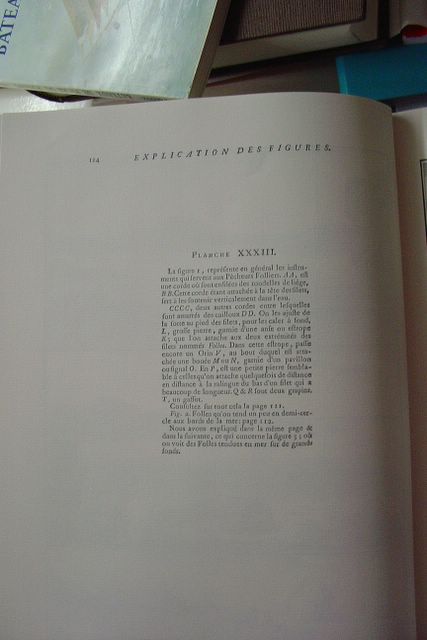 BATEA
124 EXPLICATION DES FIGURES.
PLANCHE XXXIII.
La figure 1, représente en général les instru-
ments qui servent aux Pêcheurs Folliers. AA, est
une corde où sont enfilées des rondelles de liége,
BB. Cette corde étant attachée à la tête des filets,
sert à les soutenir verticalement dans l'eau.
CCCC, deux autres cordes entre lesquelles
sont amarrés des cailloux DD. On les ajuste de
la sorte au pied des filets, pour les caler à fond.
L, grosse pierre, garnie d'une anse ou estrope
K; que l'on attache aux deux extrémités des
filets nommés Folles. Dans cette estrope, passe
encore un Orin V, au bout duquel est atta-
chée une bouée M ou N, garnie d'un pavillon
ou signal O. En P, est une petite pierre sembla-
ble à celles qu'on attache quelquefois de distance
en distance à la ralingue du bas d'un filet qui a
beaucoup de longueur. Q & R sont deux grapins.
T, un gaffot.
Consultez sur tout cela la page 111.
Fig. 2. Folles qu'on tend un peu en demi-cer-
cle aux bords de la mer: page 112.
Nous avons expliqué dans la même page &
dans la suivante, ce qui concerne la figure 3; où
on voit des Folles tendues en mer sur de grands
fonds.